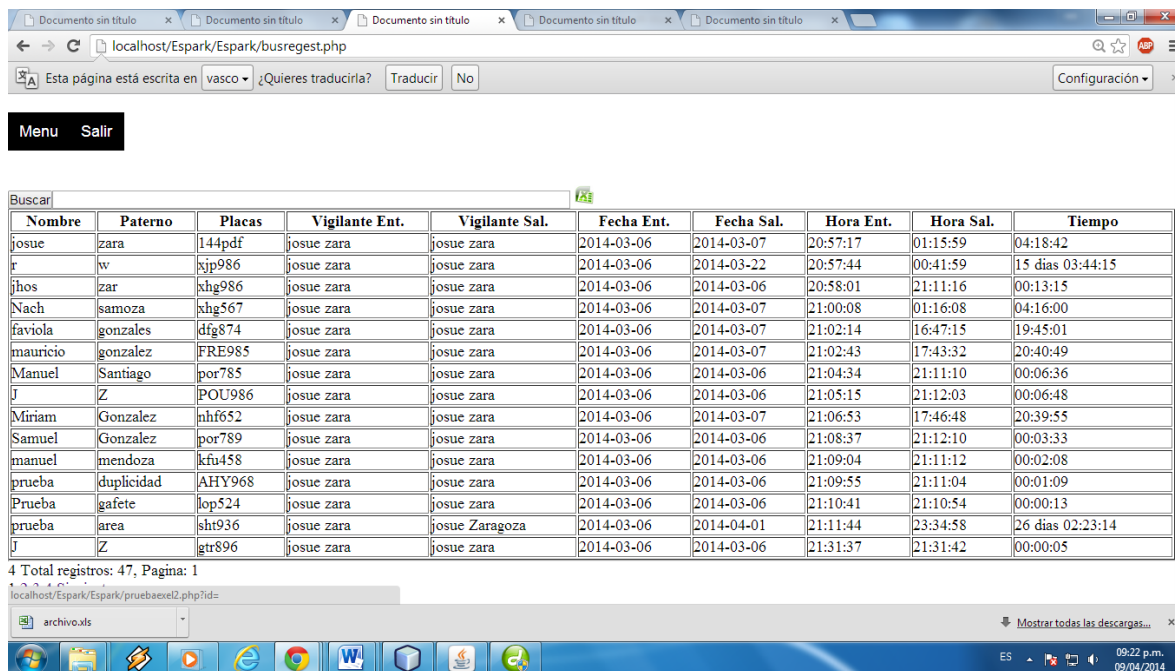 Documento sin título Documento sin título Documento sin título Documento sin título Documento sin título
localhost/Espark/Espark/busregest.php ABP
Esta página está escrita en vasco ¿Quieres traducirla? Traducir No Configuración
Menu Salir
Buscar
Nombre Paterno Placas Vigilante Ent. Vigilante Sal. Fecha Ent. Fecha Sal. Hora Ent. Hora Sal. Tiempo
josue zara 144pdf josue zara josue zara 2014-03-06 2014-03-07 20:57:17 01:15:59 04:18:42
r w xjp986 josue zara josue zara 2014-03-06 2014-03-22 20:57:44 00:41:59 15 dias 03:44:15
jhos zar xhg986 josue zara josue zara 2014-03-06 2014-03-06 20:58:01 21:11:16 00:13:15
Nach samoza xhg567 josue zara josue zara 2014-03-06 2014-03-07 21:00:08 01:16:08 04:16:00
faviola gonzales dfg874 josue zara josue zara 2014-03-06 2014-03-07 21:02:14 16:47:15 19:45:01
mauricio gonzalez FRE985 josue zara josue zara 2014-03-06 2014-03-07 21:02:43 17:43:32 20:40:49
Manuel Santiago por785 josue zara josue zara 2014-03-06 2014-03-06 21:04:34 21:11:10 00:06:36
J Z POU986 josue zara josue zara 2014-03-06 2014-03-06 21:05:15 21:12:03 00:06:48
Miriam Gonzalez nhf652 josue zara josue zara 2014-03-06 2014-03-07 21:06:53 17:46:48 20:39:55
Samuel Gonzalez por789 josue zara josue zara 2014-03-06 2014-03-06 21:08:37 21:12:10 00:03:33
manuel mendoza kfu458 josue zara josue zara 2014-03-06 2014-03-06 21:09:04 21:11:12 00:02:08
prueba duplicidad AHY968 josue zara josue zara 2014-03-06 2014-03-06 21:09:55 21:11:04 00:01:09
Prueba gafete lop524 josue zara josue zara 2014-03-06 2014-03-06 21:10:41 21:10:54 00:00:13
prueba area sht936 josue zara josue Zaragoza 2014-03-06 2014-04-01 21:11:44 23:34:58 26 dias 02:23:14
J Z gtr896 josue zara josue zara 2014-03-06 2014-03-06 21:31:37 21:31:42 00:00:05
4 Total registros: 47, Pagina: 1
localhost/Espark/Espark/pruebaexel2.php?id=
archivo.xls Mostrar todas las descargas...
ES 09:22 p.m.
09/04/2014